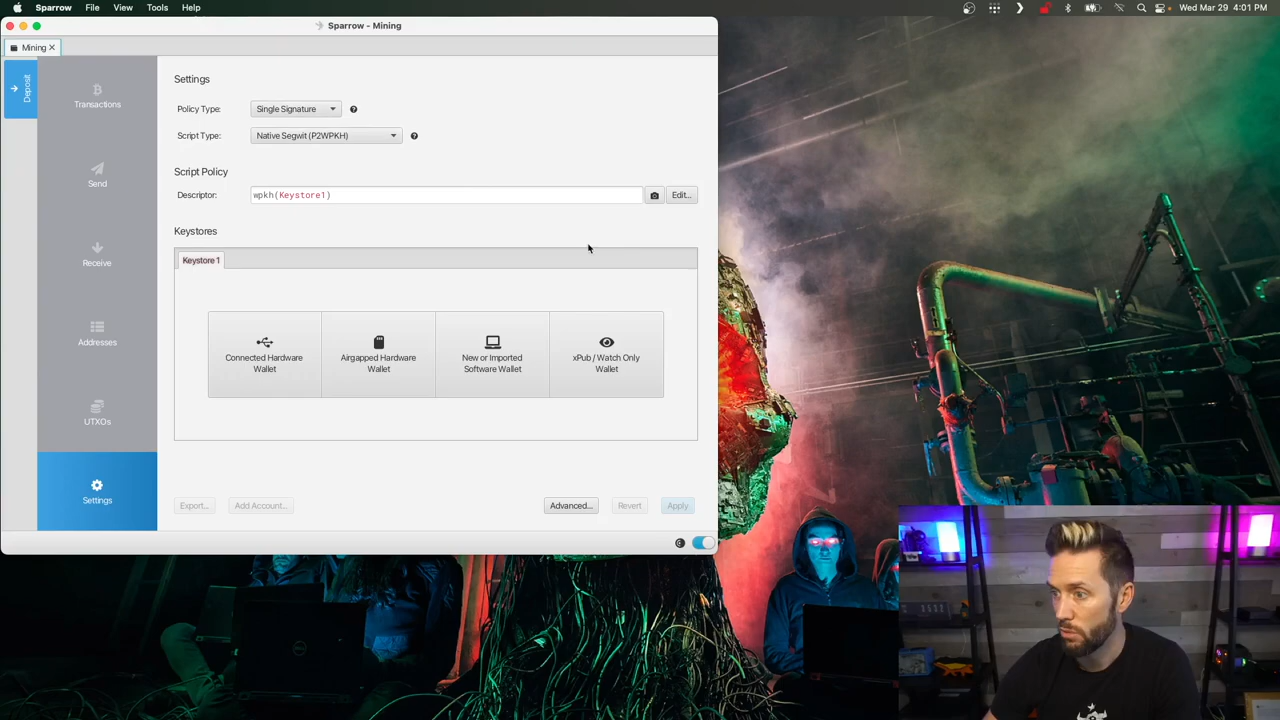 Sparrow File View Tools Help Wed Mar 29 4:01 PM
Sparrow - Mining
Mining
Deposit
Transactions
Send
Receive
Addresses
UTXOs
Settings
Settings
Policy Type: Single Signature
Script Type: Native Segwit (P2WPKH)
Script Policy
Descriptor: wpkh(Keystore1) Edit...
Keystores
Keystore 1
Connected Hardware
Wallet
Airgapped Hardware
Wallet
New or Imported
Software Wallet
xPub / Watch Only
Wallet
Export... Add Account... Advanced... Revert Apply